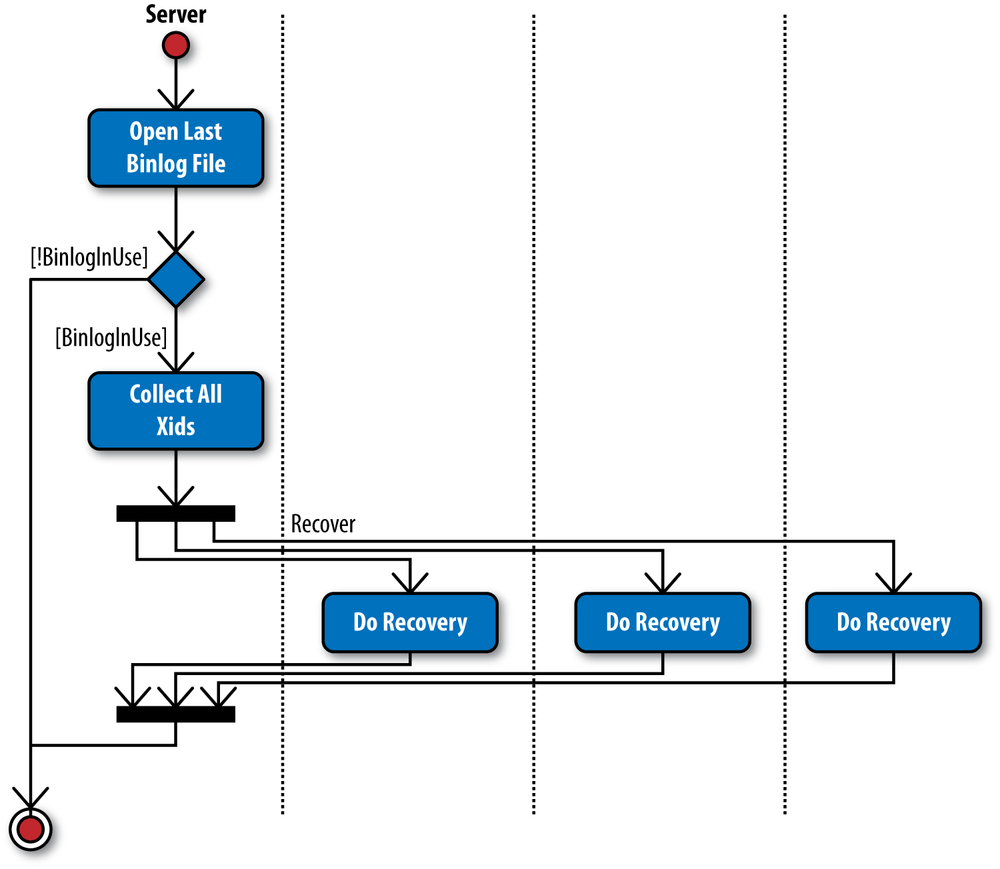 Server
Open Last
Binlog File
[!BinlogInUse]
[BinlogInUse]
Collect All
Xids
Recover
Do Recovery
Do Recovery
Do Recovery